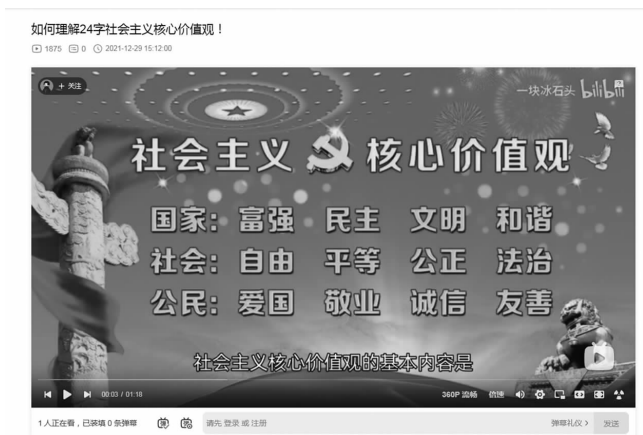 如何理解24字社会主义核心价值观！
1875 0 2021-12-29 15:12:00
+ 关注
一块冰石头 bilibili
社会主义 核心价值观
国家：富强 民主 文明 和谐
社会：自由 平等 公正 法治
公民：爱国 敬业 诚信 友善
社会主义核心价值观的基本内容是
00:03 / 01:18 360P 流畅 倍速
1人正在看，已装填 0 条弹幕 弹 弹 请先 登录 或 注册 弹幕礼仪 > 发送